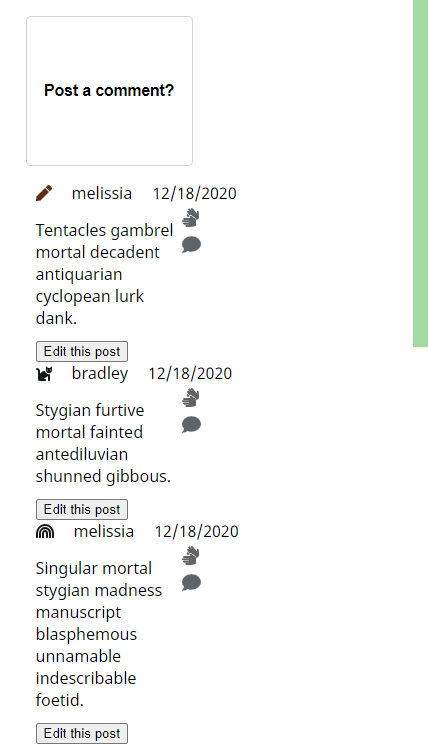 Post a comment?
melissia 12/18/2020
Tentacles gambrel
mortal decadent
antiquarian
cyclopean lurk
dank.
Edit this post
bradley 12/18/2020
Stygian furtive
mortal fainted
antediluvian
shunned gibbous.
Edit this post
melissia 12/18/2020
Singular mortal
stygian madness
manuscript
blasphemous
unnamable
indescribable
foetid.
Edit this post